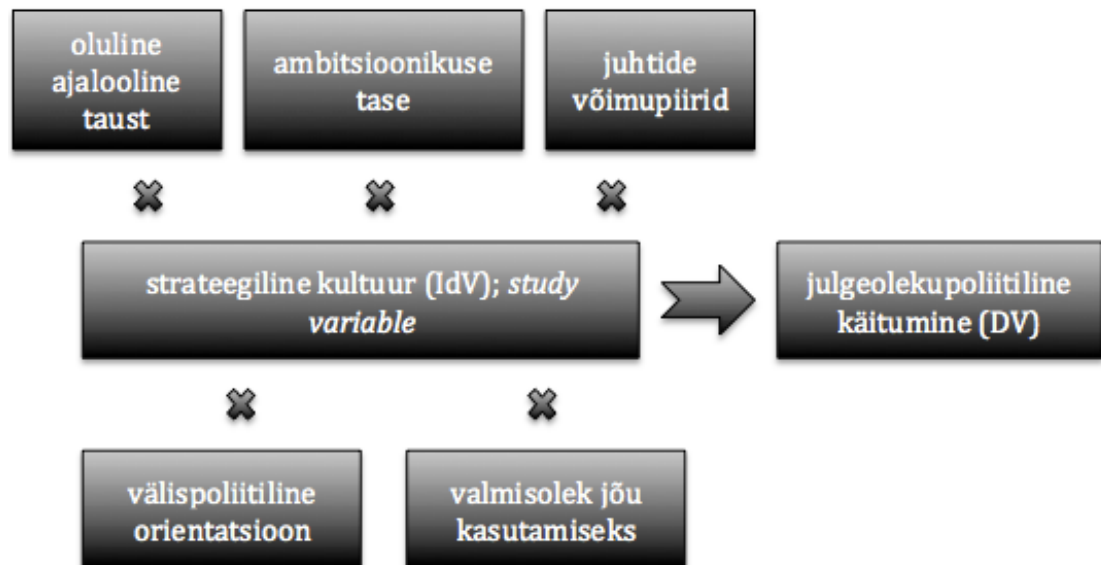 oluline
ajalooline
taust
ambitsioonikuse
tase
juhtide
võimupiirid
strateegiline kultuur (IdV); study
variable
julgeolekupoliitiline
käitumine (DV)
välispoliitiline
orientatsioon
valmisolek jõu
kasutamiseks